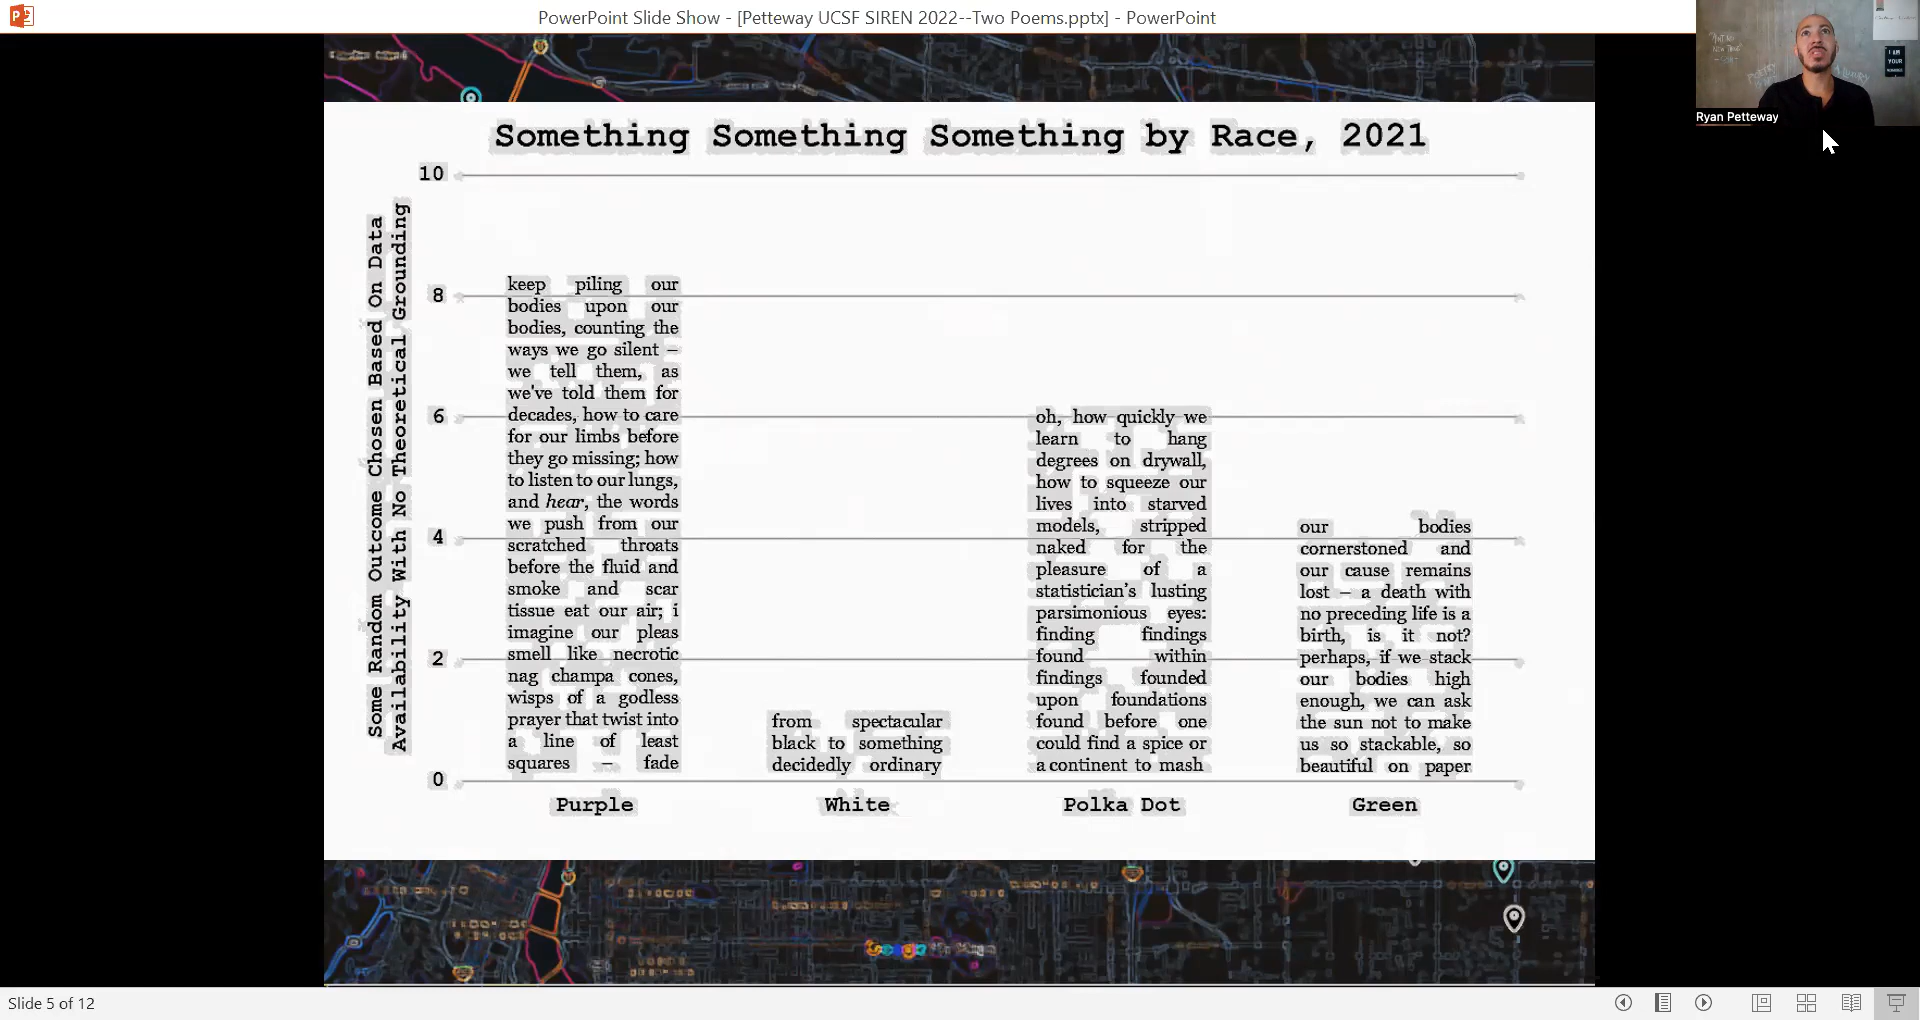 PowerPoint Slide Show - [Petteway UCSF SIREN 2022--Two Poems.pptx] - PowerPoint
I AM
YOUR
Ryan Petteway
Something Something Something by Race, 2021
Some Random Outcome Chosen Based On Data
Availability With No Theoretical Grounding
10
8
6
4
2
0
keep piling our
bodies upon our
bodies, counting the
ways we go silent –
we tell them, as
we've told them for
decades, how to care
for our limbs before
they go missing; how
to listen to our lungs,
and hear, the words
we push from our
scratched throats
before the fluid and
smoke and scar
tissue eat our air; i
imagine our pleas
smell like necrotic
nag champa cones,
wisps of a godless
prayer that twist into
a line of least
squares – fade
from spectacular
black to something
decidedly ordinary
oh, how quickly we
learn to hang
degrees on drywall,
how to squeeze our
lives into starved
models, stripped
naked for the
pleasure of a
statistician's lusting
parsimonious eyes:
finding findings
found within
findings founded
upon foundations
found before one
could find a spice or
a continent to mash
our bodies
cornerstoned and
our cause remains
lost – a death with
no preceding life is a
birth, is it not?
perhaps, if we stack
our bodies high
enough, we can ask
the sun not to make
us so stackable, so
beautiful on paper
Purple
White
Polka Dot
Green
Slide 5 of 12